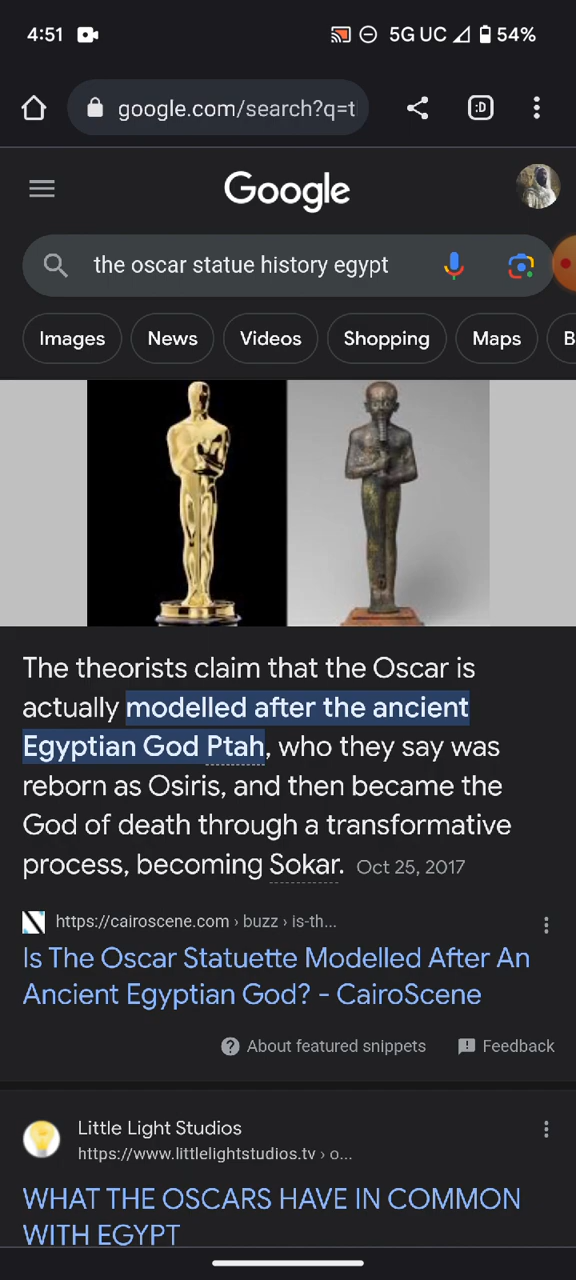 4:51 5G UC 54%
google.com/search?q=t :D
Google
the oscar statue history egypt
Images News Videos Shopping Maps B
The theorists claim that the Oscar is
actually modelled after the ancient
Egyptian God Ptah, who they say was
reborn as Osiris, and then became the
God of death through a transformative
process, becoming Sokar. Oct 25, 2017
https://cairoscene.com › buzz › is-th...
Is The Oscar Statuette Modelled After An
Ancient Egyptian God? - CairoScene
About featured snippets Feedback
Little Light Studios
https://www.littlelightstudios.tv › o...
WHAT THE OSCARS HAVE IN COMMON
WITH EGYPT